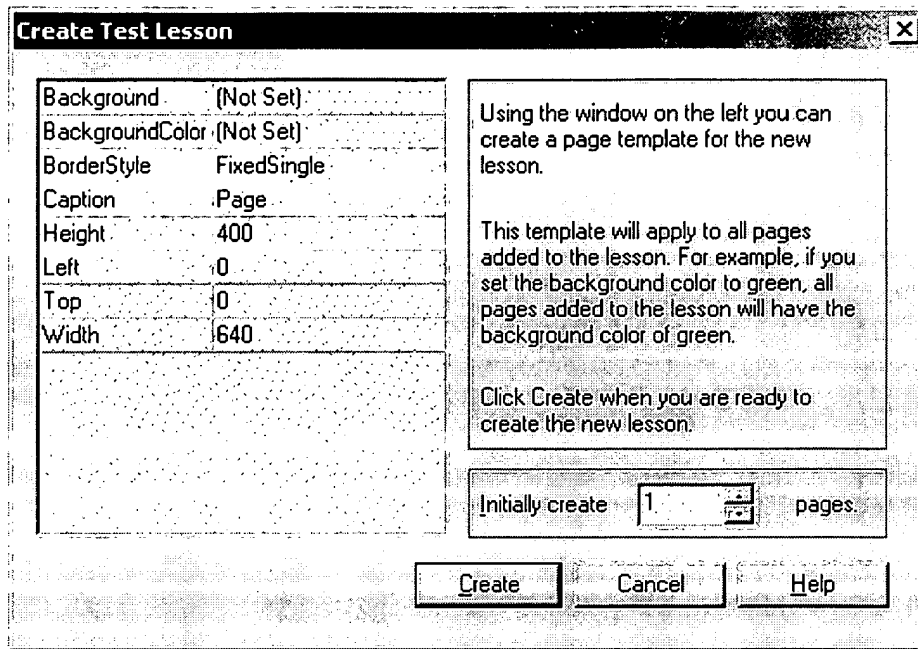 Create Test Lesson
Background (Not Set)
BackgroundColor (Not Set)
BorderStyle FixedSingle
Caption Page
Height 400
Left 0
Top 0
Width 640
Using the window on the left you can
create a page template for the new
lesson.
This template will apply to all pages
added to the lesson. For example, if you
set the background color to green, all
pages added to the lesson will have the
background color of green.
Click Create when you are ready to
create the new lesson.
Initially create 1 pages.
Create Cancel Help